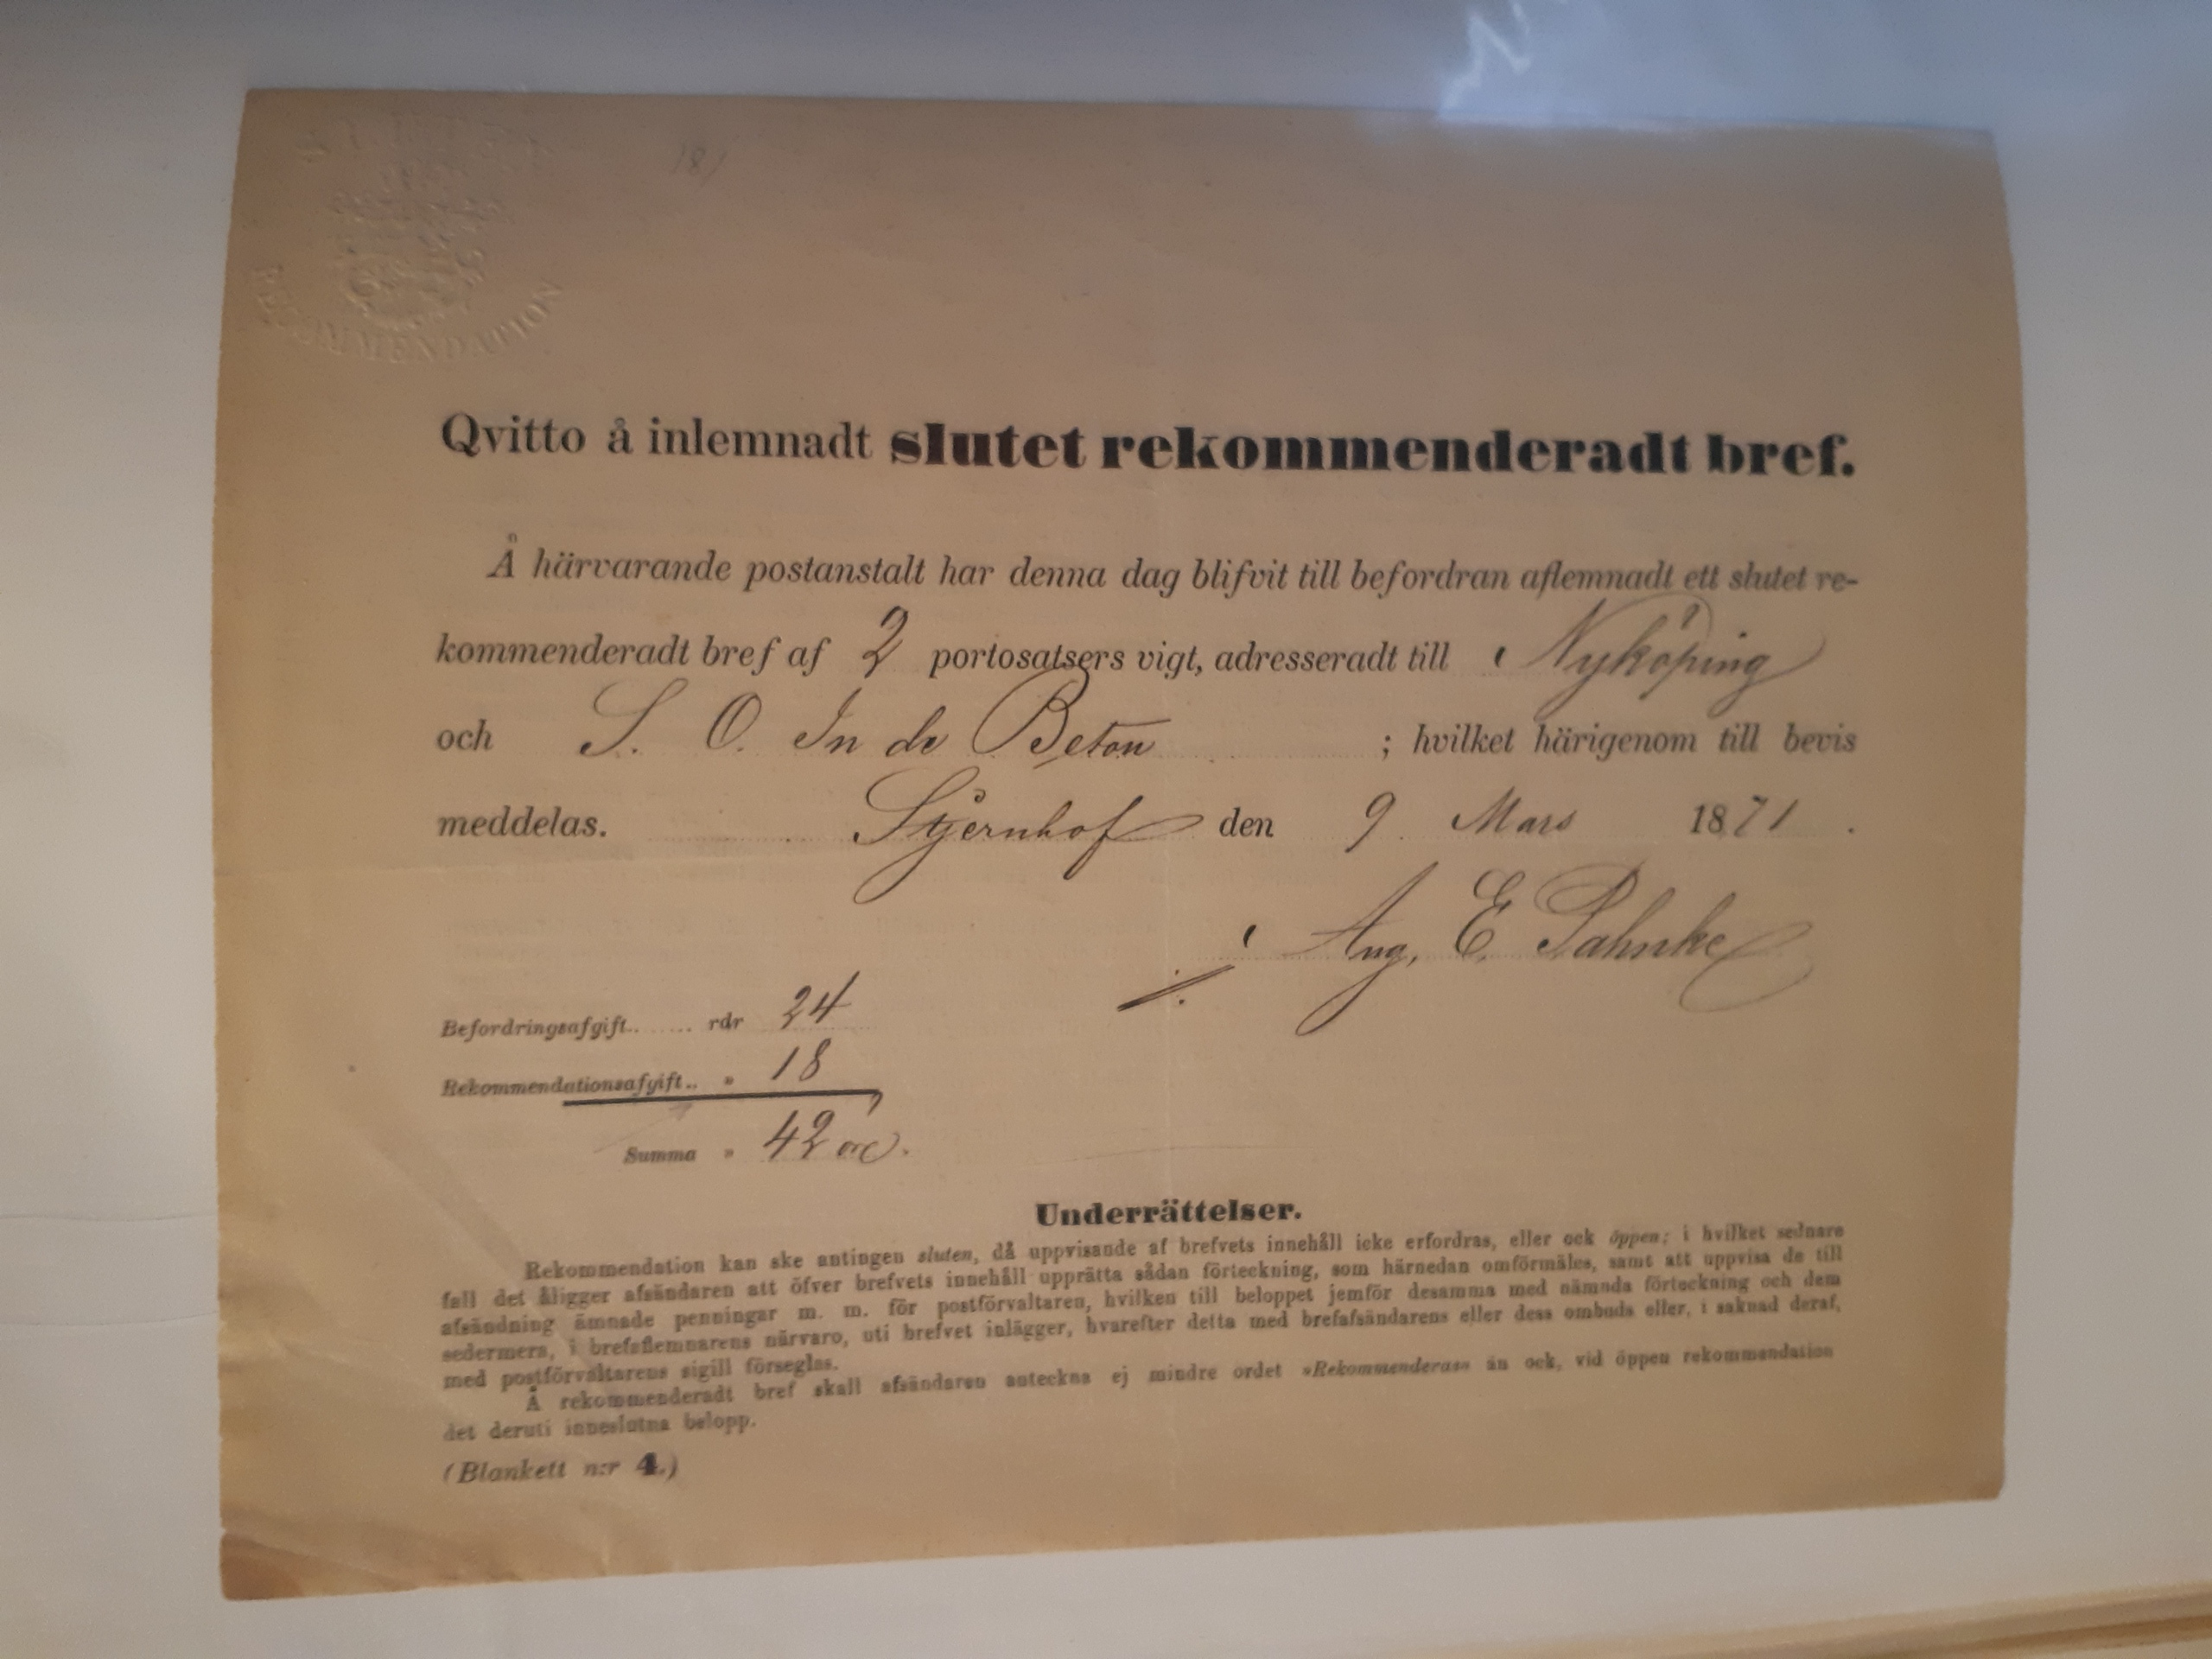 RECOMMENDATION
(8)
Qvitto å inlemnadt slutet rekommenderadt bref.
Å härvarande postanstalt har denna dag blifvit till befordran aflemnadt ett slutet re-
kommenderadt bref af 2 portosatsers vigt, adresseradt till Nyköping
och S. O. In de Betou ; hvilket härigenom till bevis
meddelas. Stjernhof den 9 Mars 1871.
Aug. E. Pahnke
Befordringsafgift........ rdr 24
Rekommendationsafgift.. » 18
Summa » 42 öre.
Underrättelser.
Rekommendation kan ske antingen sluten, då uppvisande af brefvets innehåll icke erfordras, eller ock öppen; i hvilket sednare
fall det åligger afsändaren att öfver brefvets innehåll upprätta sådan förteckning, som härnedan omförmäles, samt att uppvisa de till
afsändning ämnade penningar m. m. för postförvaltaren, hvilken till beloppet jemför desamma med nämnda förteckning och dem
sedermera, i brefaflemnarens närvaro, uti brefvet inlägger, hvarefter detta med brefafsändarens eller dess ombuds eller, i saknad deraf,
med postförvaltarens sigill förseglas.
Å rekommenderadt bref skall afsändaren anteckna ej mindre ordet »Rekommenderas» än ock, vid öppen rekommendation
det deruti inneslutna belopp.
(Blankett n:r 4.)